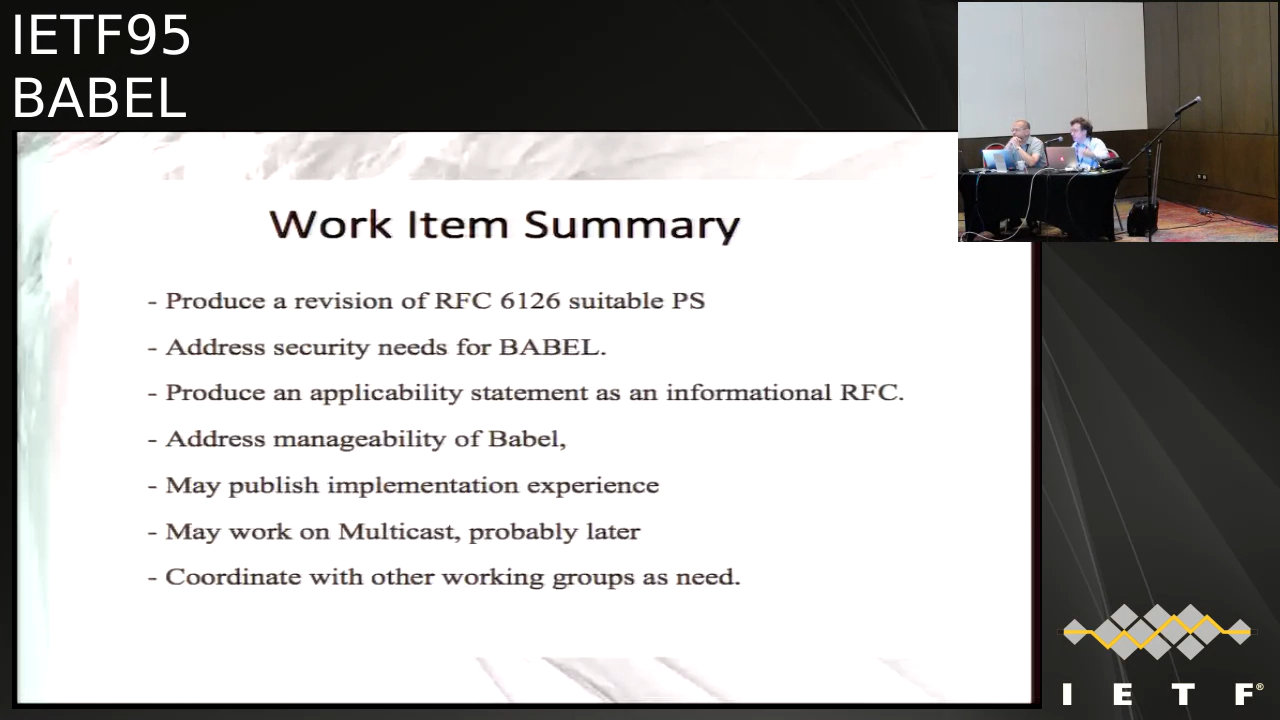 IETF95
BABEL
Work Item Summary
- Produce a revision of RFC 6126 suitable PS
- Address security needs for BABEL.
- Produce an applicability statement as an informational RFC.
- Address manageability of Babel,
- May publish implementation experience
- May work on Multicast, probably later
- Coordinate with other working groups as need.
I E T F®